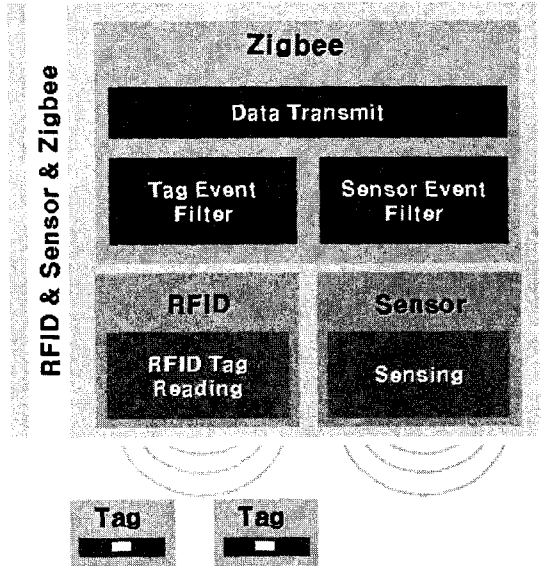 RFID & Sensor & Zigbee
Zigbee
Data Transmit
Tag Event
Filter
Sensor Event
Filter
RFID
Sensor
RFID Tag
Reading
Sensing
Tag
Tag